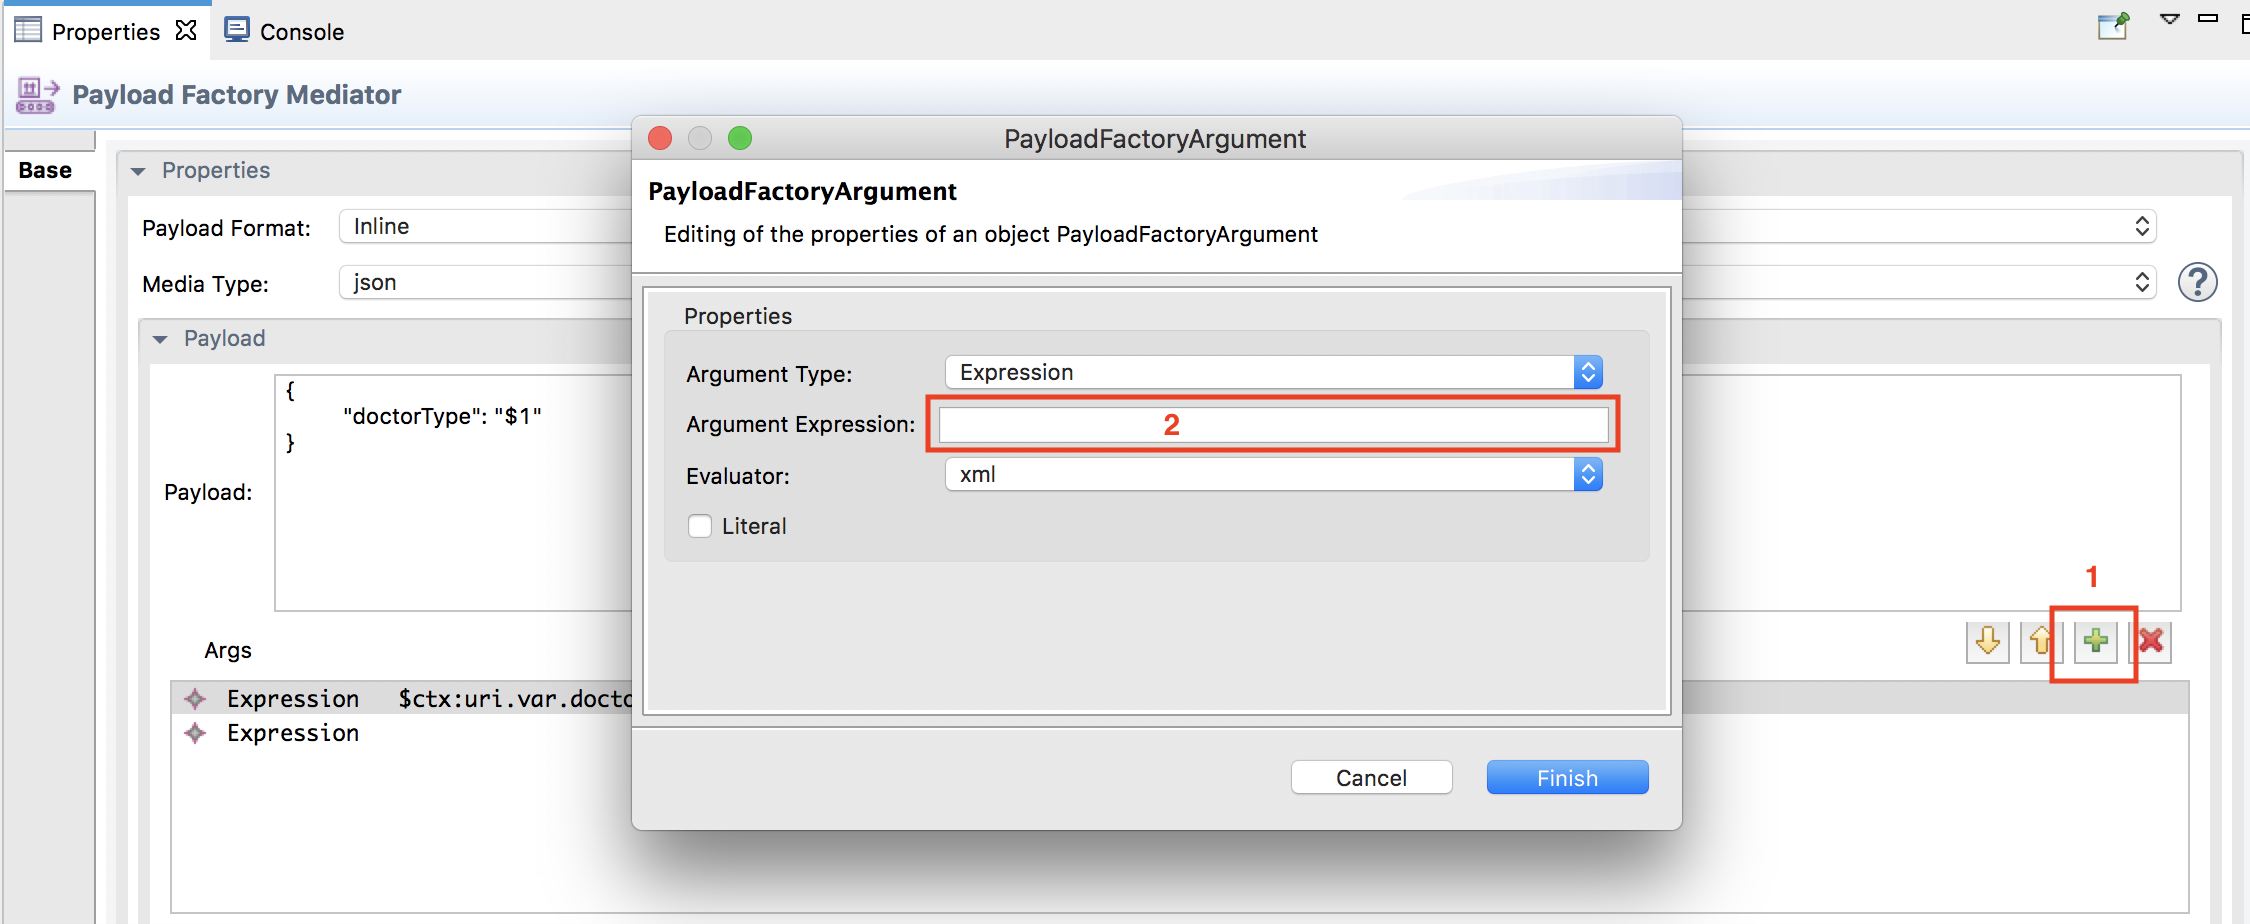 Properties
Console
Payload Factory Mediator
PayloadFactoryArgument
Base
Properties
PayloadFactoryArgument
Editing of the properties of an object PayloadFactoryArgument
Payload Format:
Inline
Media Type:
json
?
Payload
Properties
Argument Type:
Expression
Argument Expression:
2
Evaluator:
xml
Literal
Payload:
{
"doctorType": "$1"
}
1
Args
Expression $ctx:uri.var.docto
Expression
Cancel
Finish